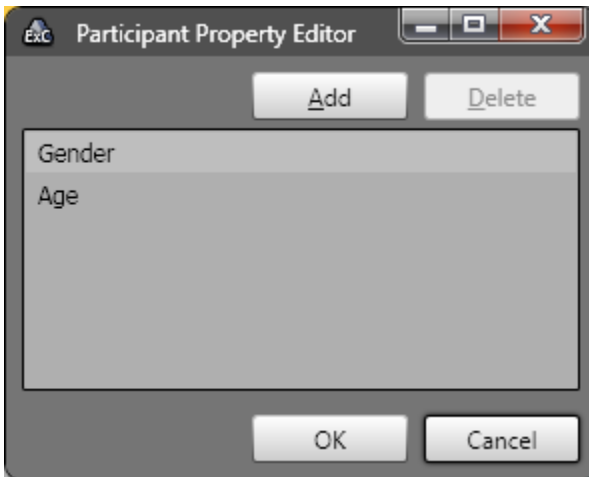 ExC Participant Property Editor
Add Delete
Gender
Age
OK Cancel